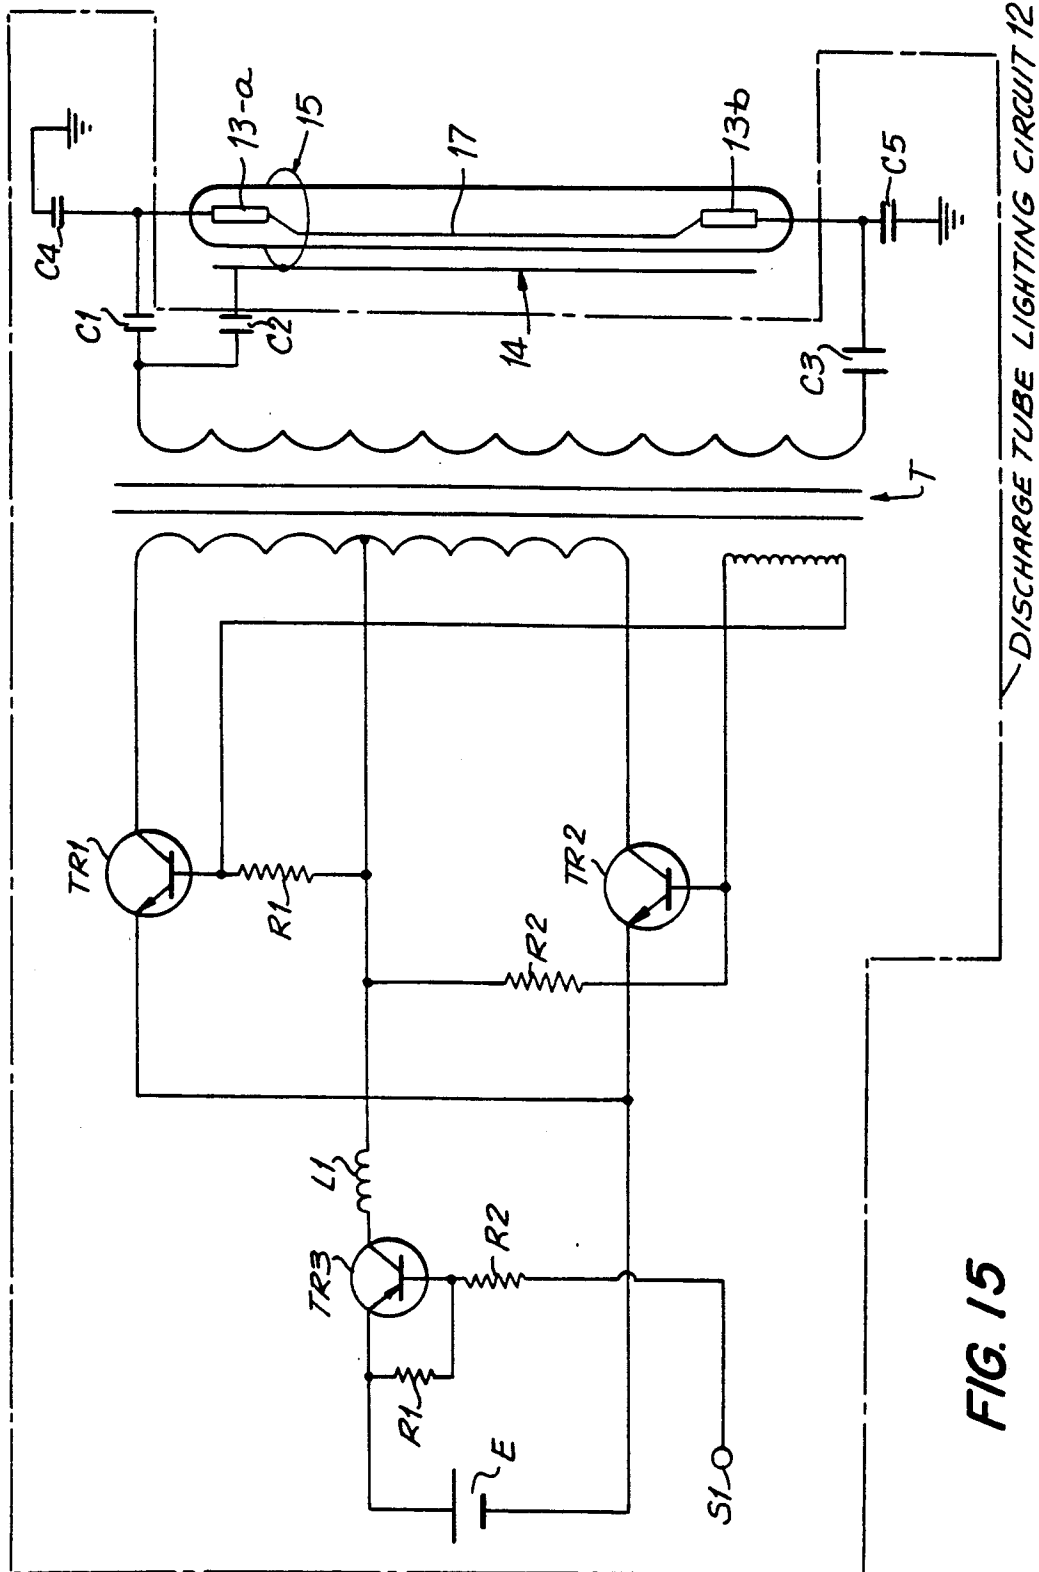 FIG. 15
DISCHARGE TUBE LIGHTING CIRCUIT 12
S1
E
R1
R2
TR3
L1
R2
R1
TR1
TR2
T
C1
C2
C3
C4
C5
13-a
15
17
13b
14